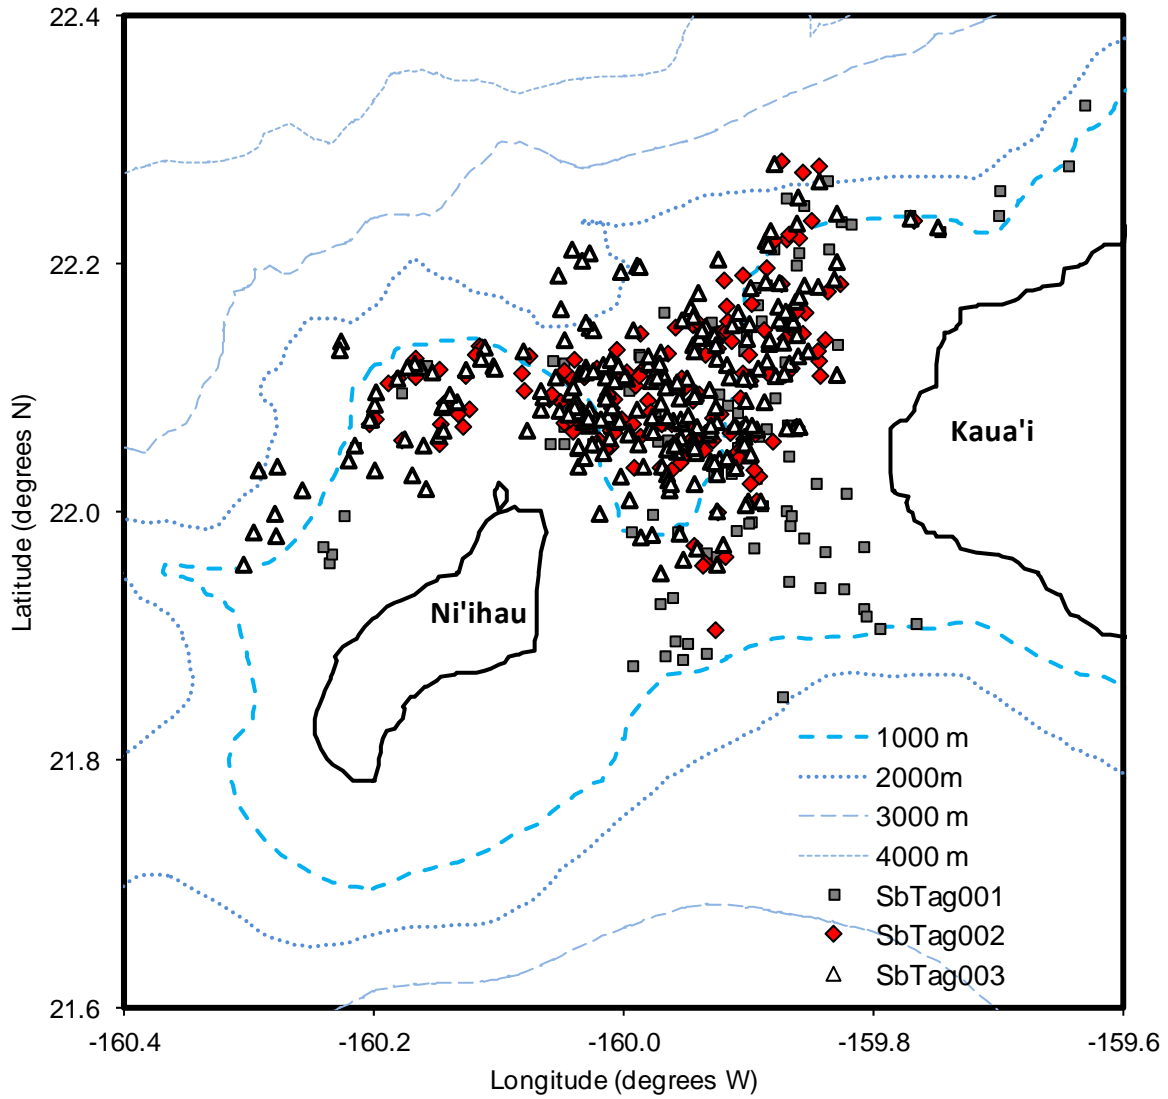 22.4
22.2
22.0
21.8
21.6
Latitude (degrees N)
Kaua'i
Ni'ihau
1000 m
2000m
3000 m
4000 m
SbTag001
SbTag002
SbTag003
-160.4
-160.2
-160.0
-159.8
-159.6
Longitude (degrees W)